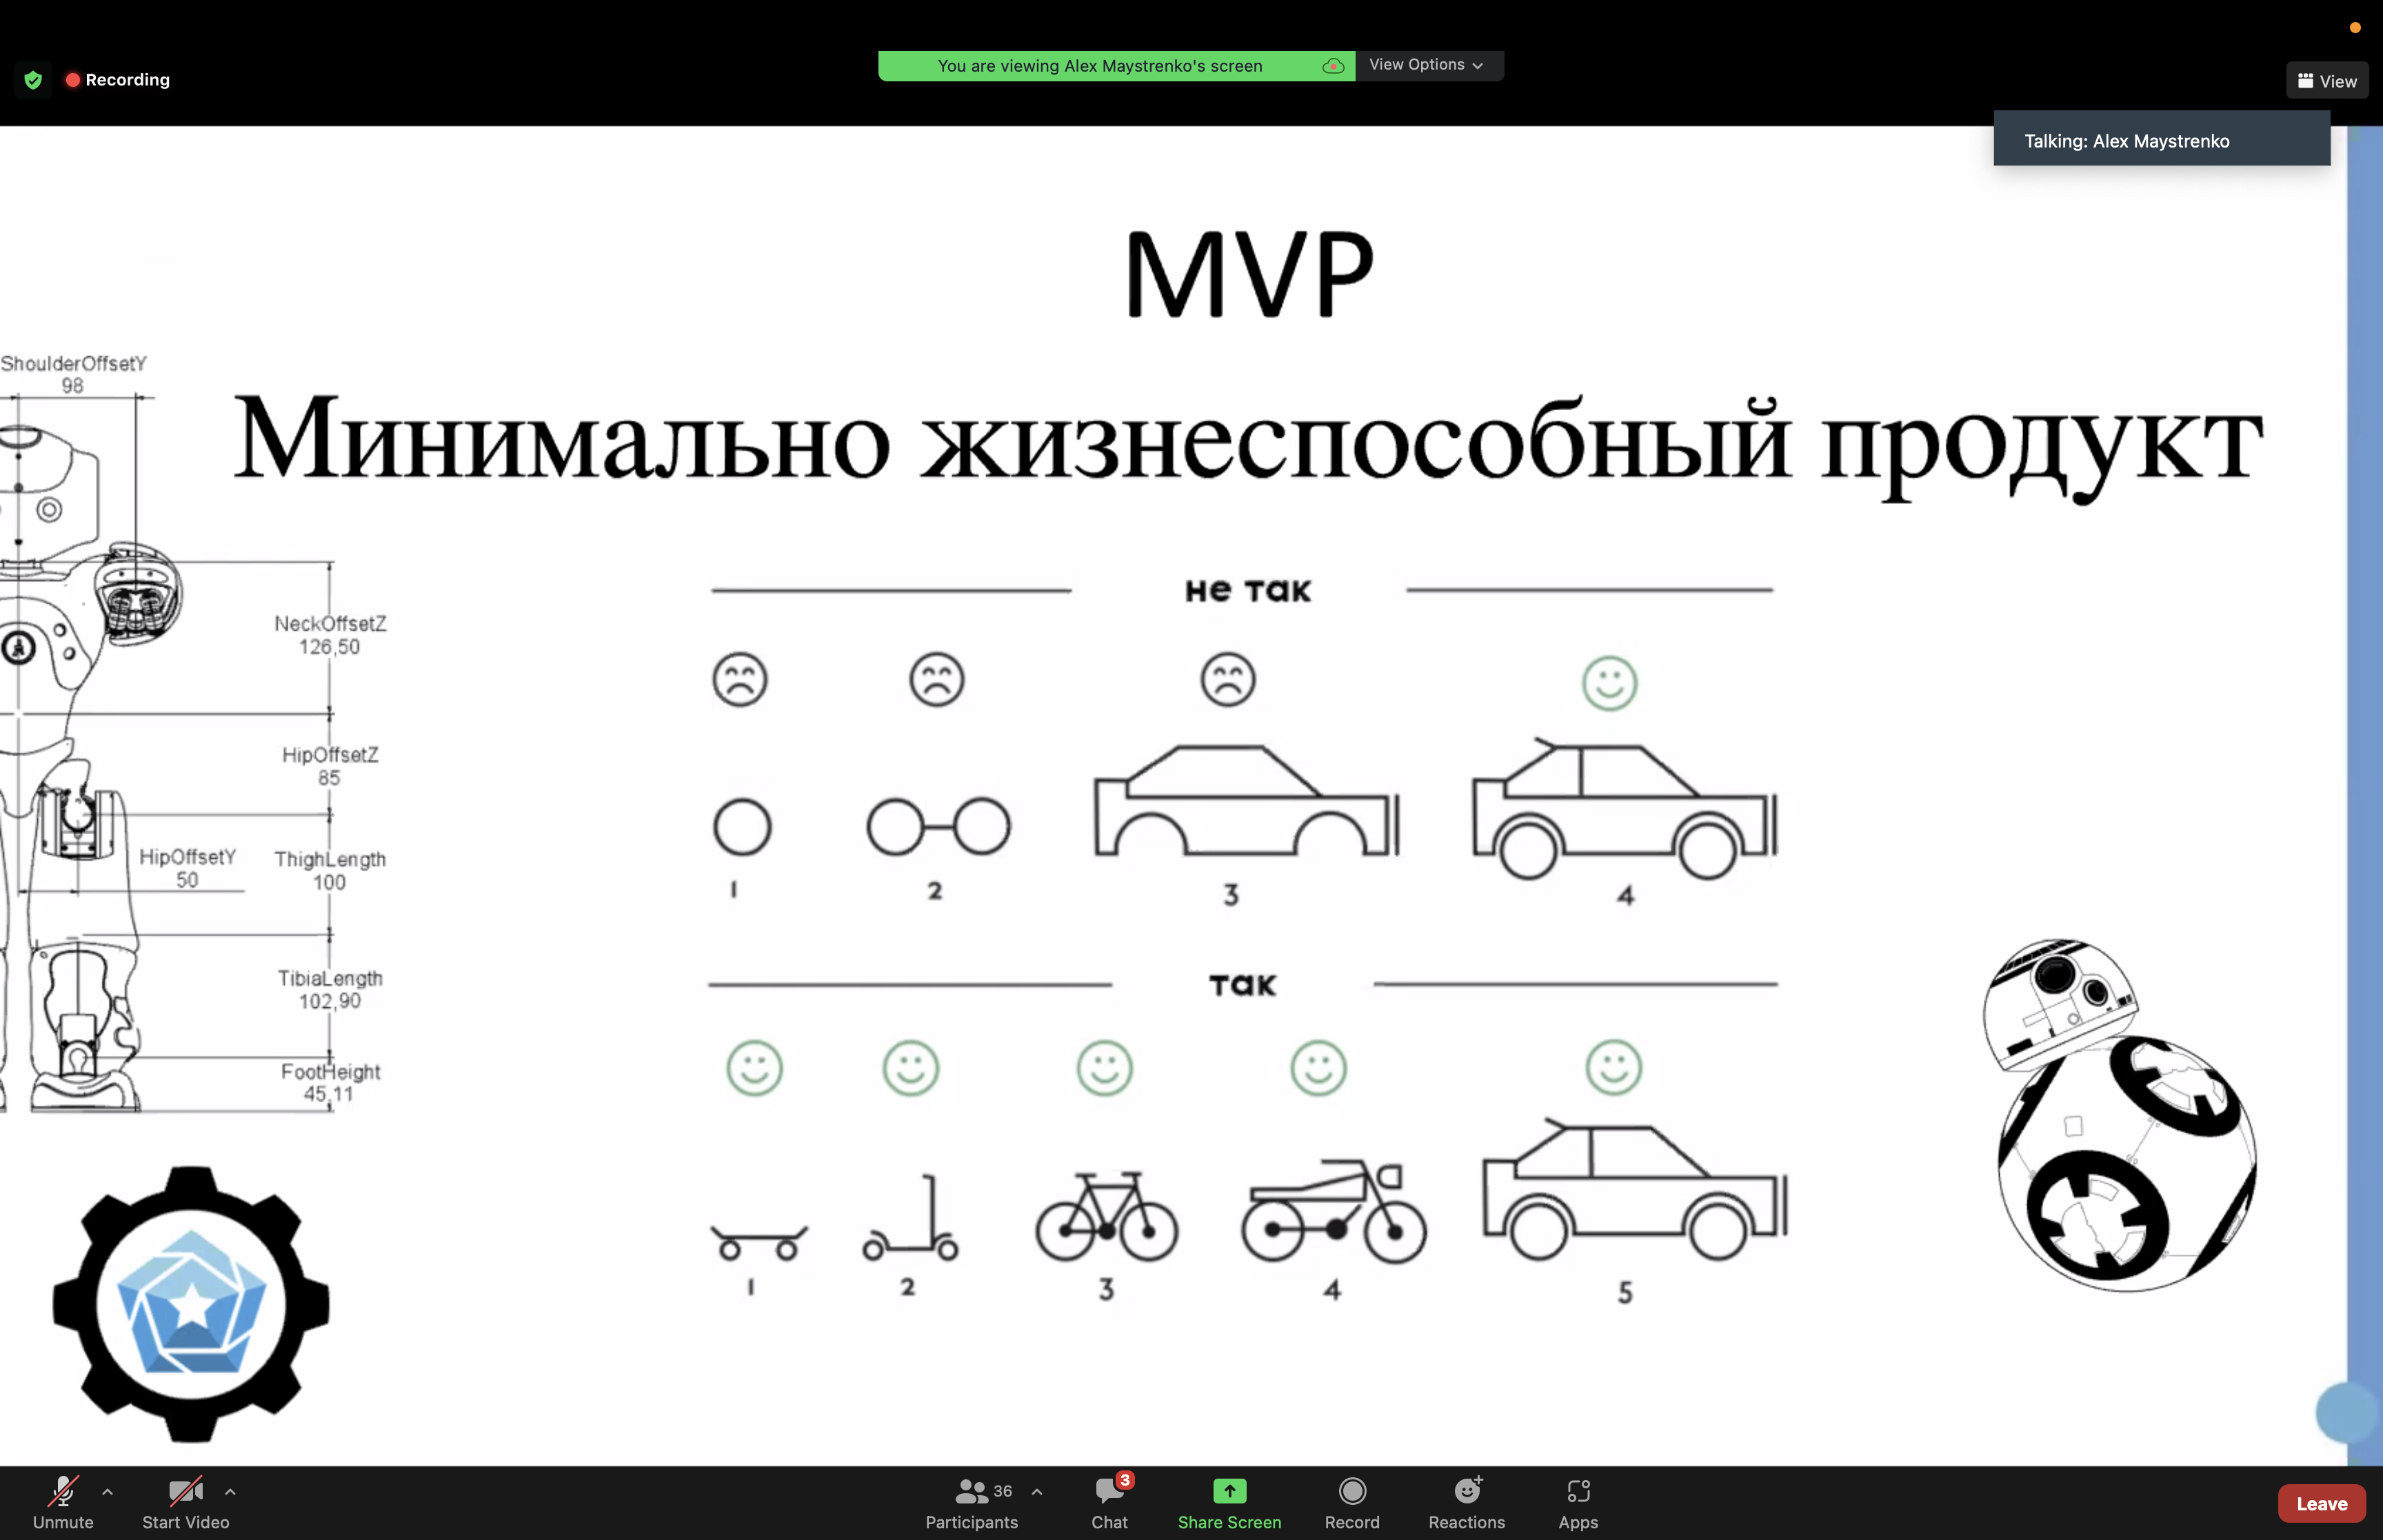 You are viewing Alex Maystrenko's screen
View Options
Recording
View
Talking: Alex Maystrenko
MVP
Минимально жизнеспособный продукт
ShoulderOffsetY
98
NeckOffsetZ
126,50
HipOffsetZ
85
HipOffsetY
50
ThighLength
100
TibiaLength
102,90
FootHeight
45,11
не так
1 2 3 4
так
1 2 3 4 5
Unmute
Start Video
36
Participants
3
Chat
Share Screen
Record
Reactions
Apps
Leave